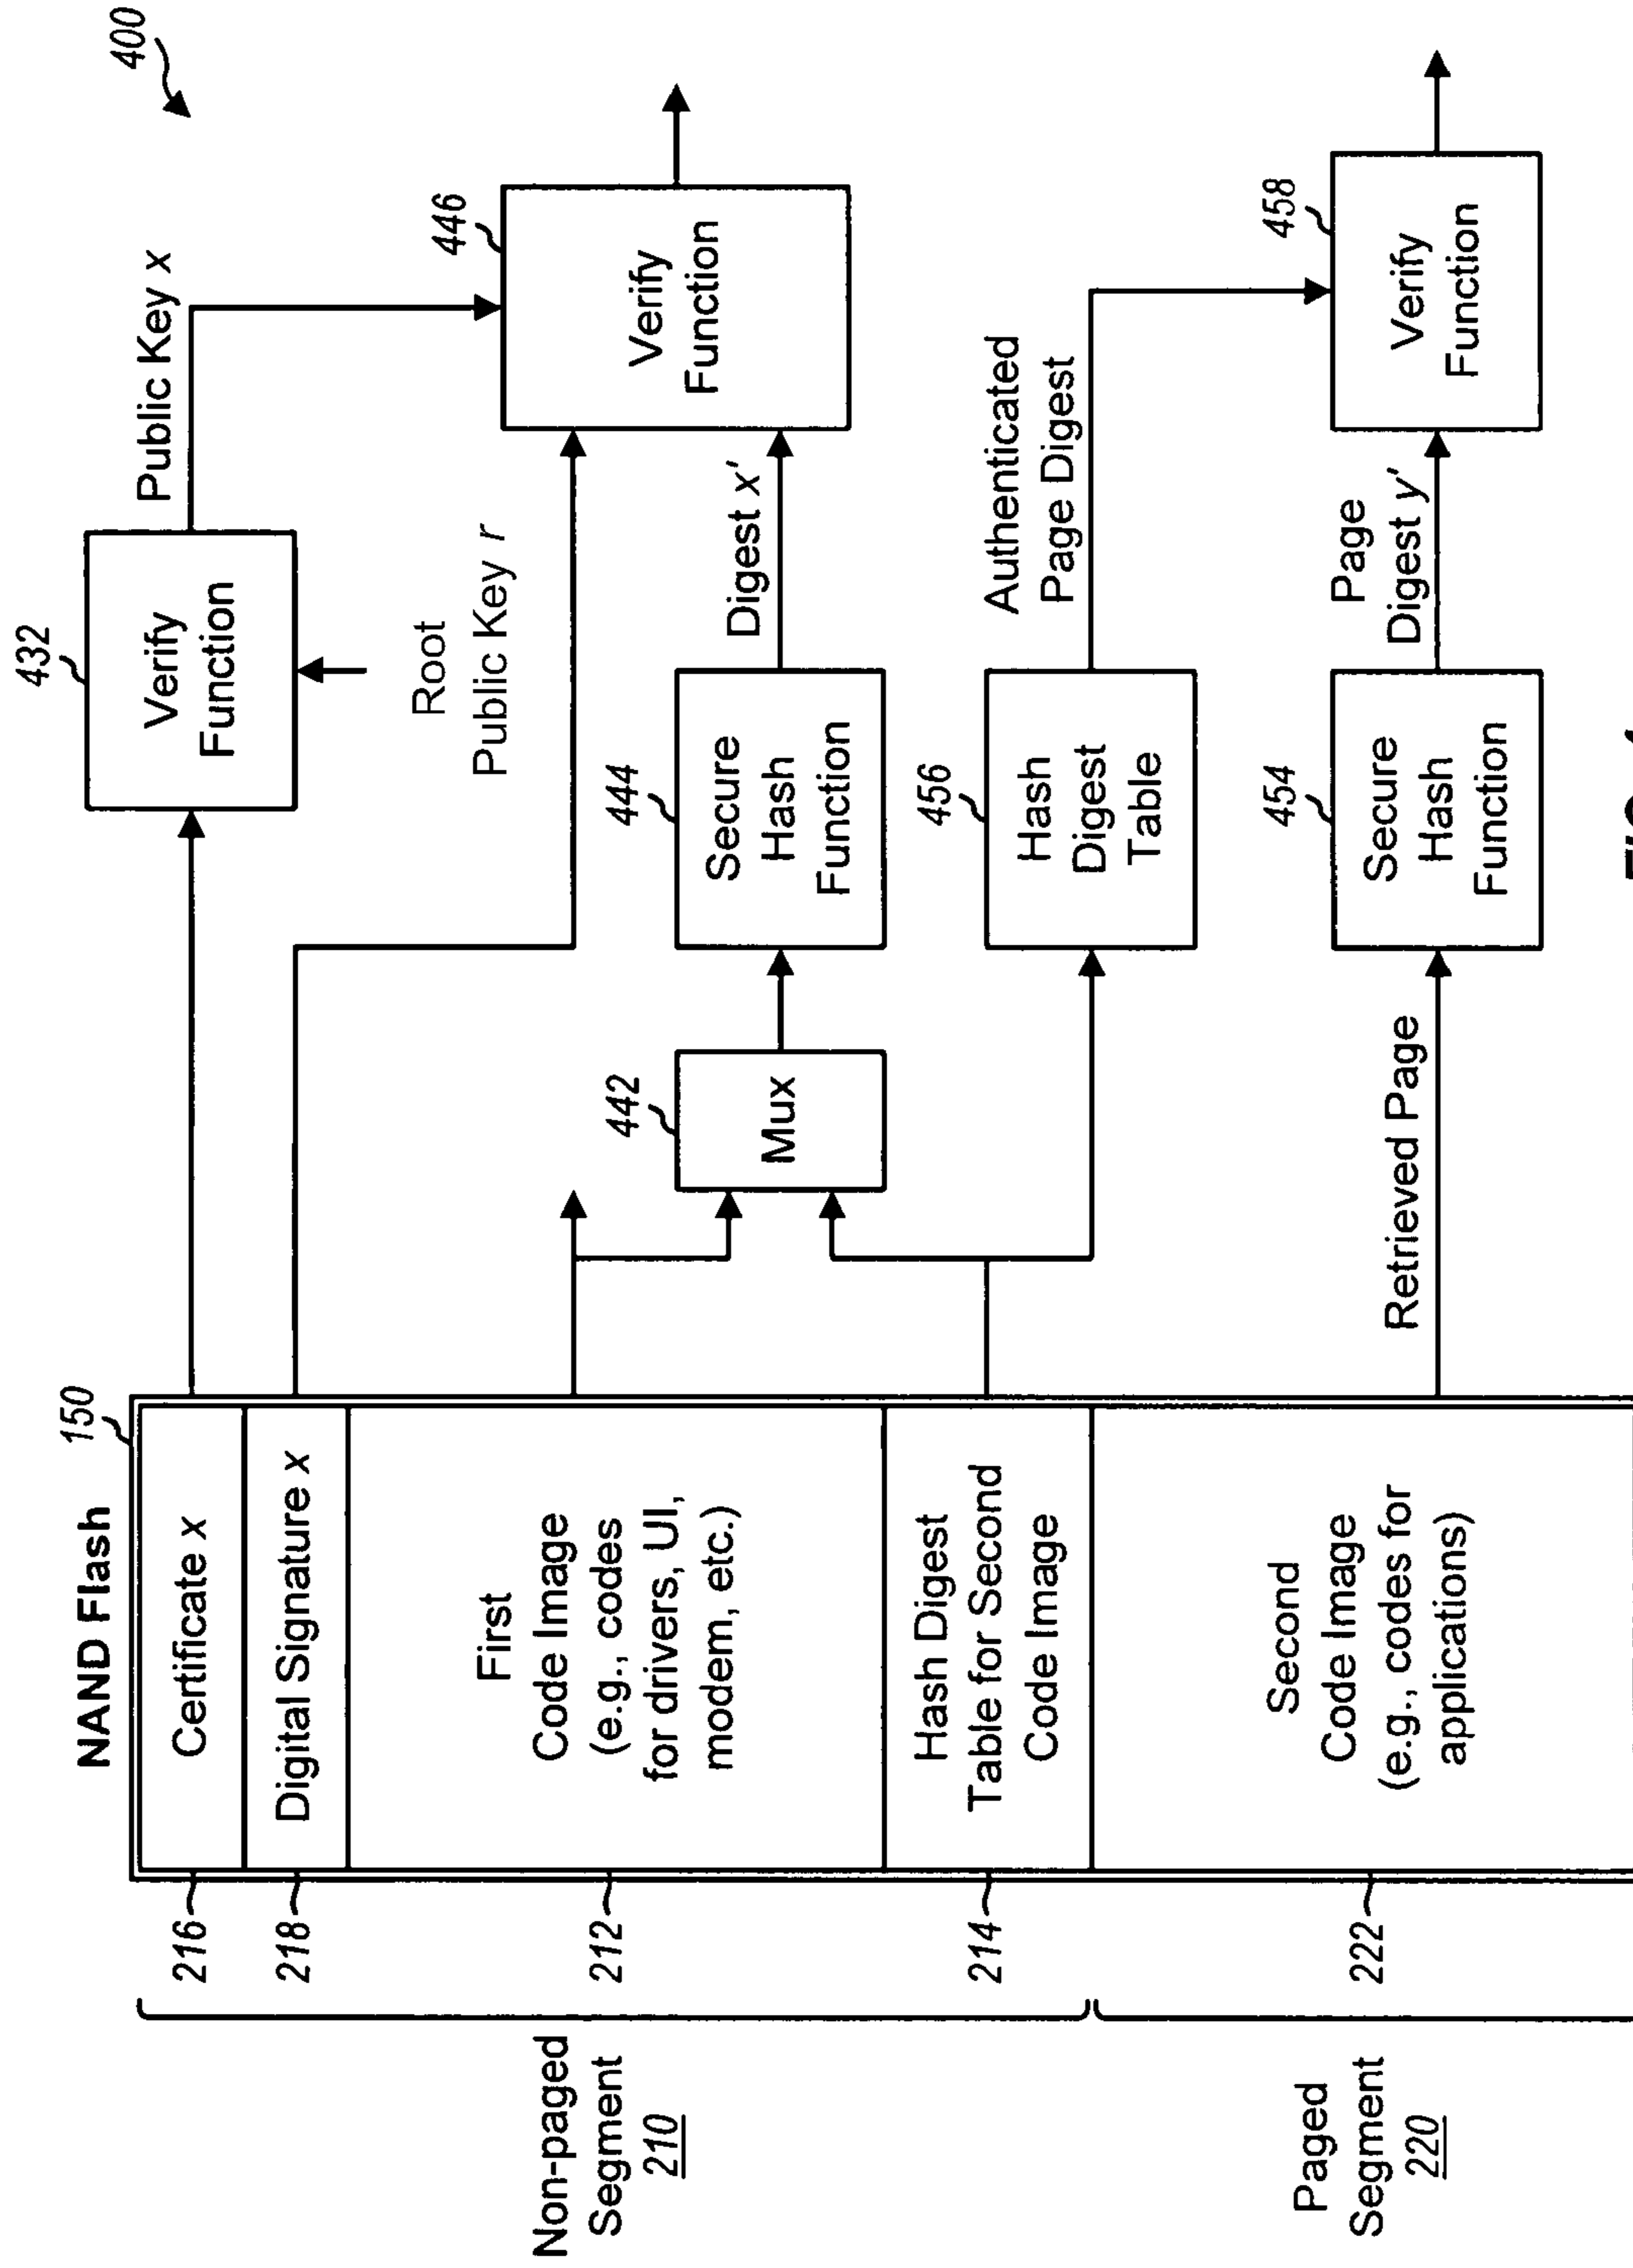 400
432
Verify
Function
Public Key x
Root
Public Key r
446
Verify
Function
150
NAND Flash
216
Certificate x
218
Digital Signature x
212
First
Code Image
(e.g., codes
for drivers, UI,
modem, etc.)
214
Hash Digest
Table for Second
Code Image
222
Second
Code Image
(e.g., codes for
applications)
Non-paged
Segment
210
Paged
Segment
220
442
Mux
444
Secure
Hash
Function
Digest x'
456
Hash
Digest
Table
Authenticated
Page Digest
Retrieved Page
454
Secure
Hash
Function
Page
Digest y'
458
Verify
Function